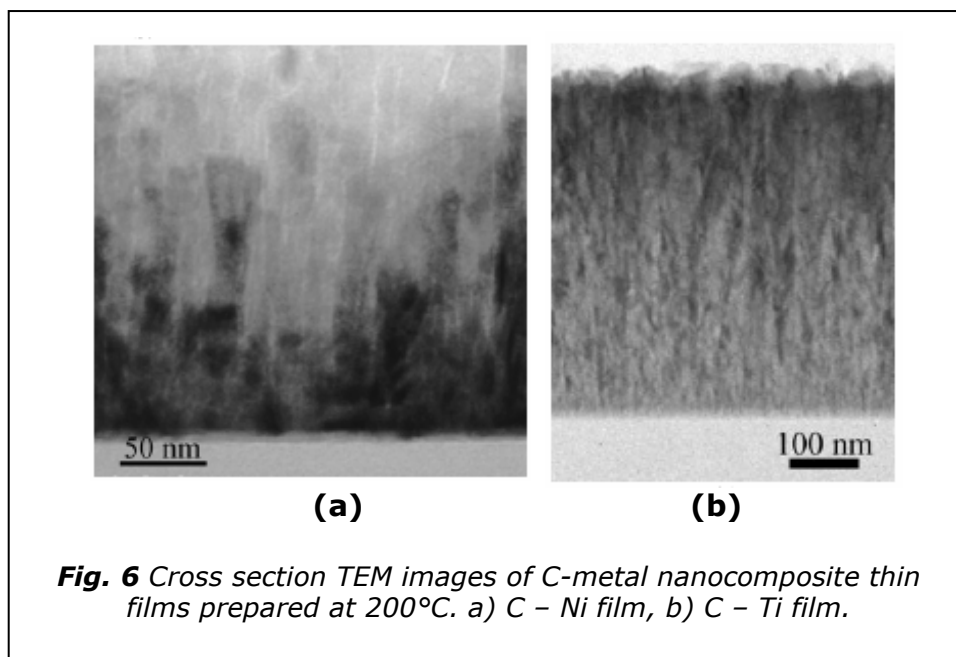 50 nm
100 nm
(a)
(b)
Fig. 6 Cross section TEM images of C-metal nanocomposite thin
films prepared at 200°C. a) C – Ni film, b) C – Ti film.